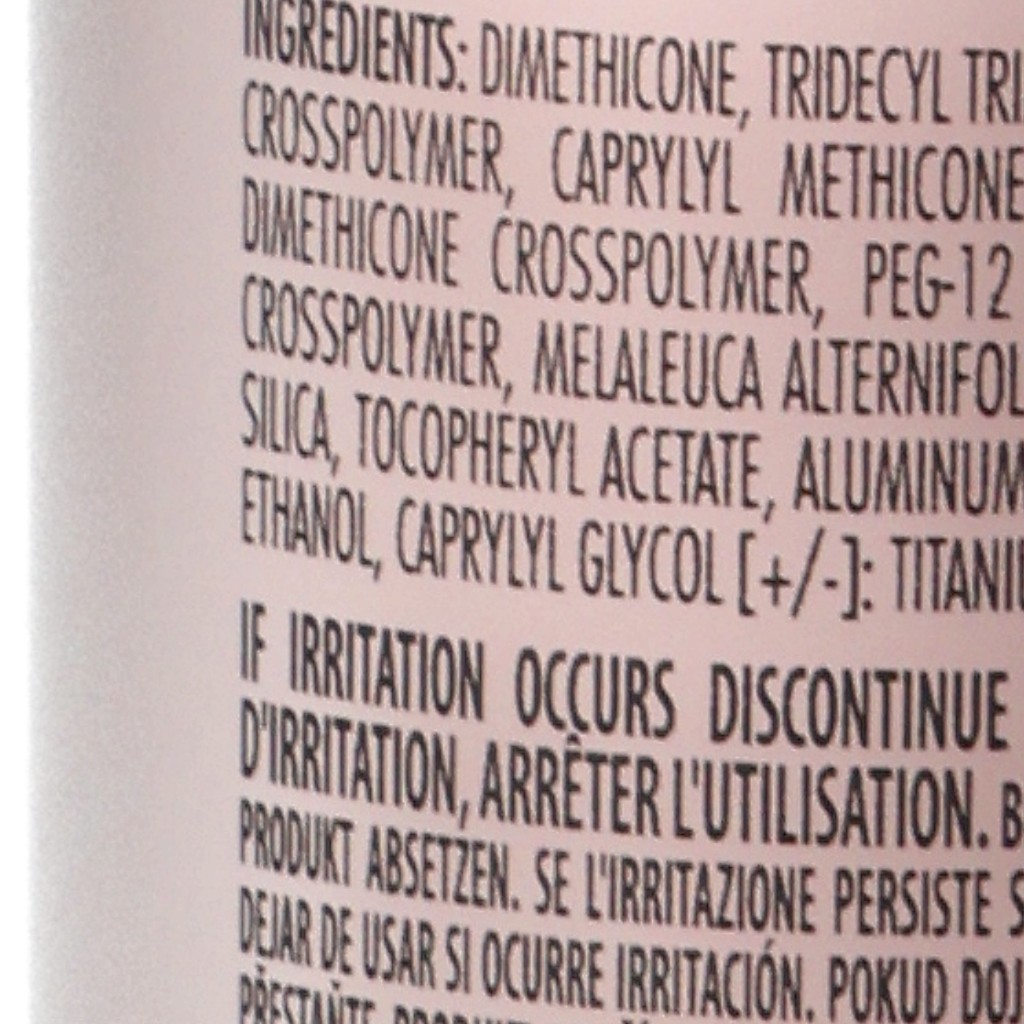 INGREDIENTS: DIMETHICONE, TRIDECYL
CROSSPOLYMER, CAPRYLYL METHICONE
DIMETHICONE CROSSPOLYMER, PEG-12
CROSSPOLYMER, MELALEUCA
SILICA, TOCOPHERYL ACETATE, ALUMINUM
ETHANOL, CAPRYLYL GLYCOL [+/-]:
IF IRRITATION OCCURS DISCONTINUE
D'IRRITATION, ARRÊTER L'UTILISATION.
PRODUKT ABSETZEN. SE L'IRRITAZIONE PERSISTE
DEJAR DE USAR SI OCURRE IRRITACIÓN. POKUD